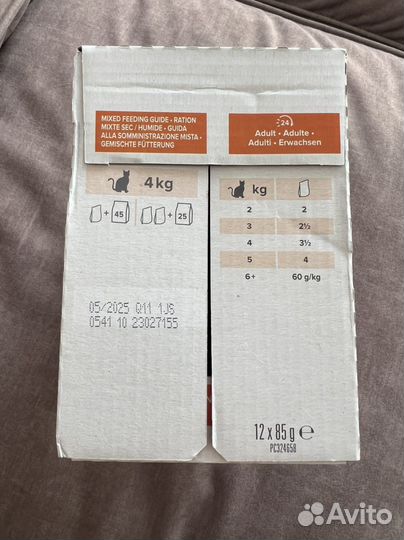 MIXED FEEDING GUIDE • RATION
MIXTE SEC / HUMIDE • GUIDA
ALLA SOMMINISTRAZIONE MISTA •
GEMISCHTE FÜTTERUNG
24
Adult • Adulte •
Adulti • Erwachsen
4 kg
+ 45
+ 25
kg
2 2
3 2½
4 3½
5 4
6+ 60 g/kg
05/2025 Q11 1JS
0541 10 23027155
12 x 85 g e
PC324658
Avito